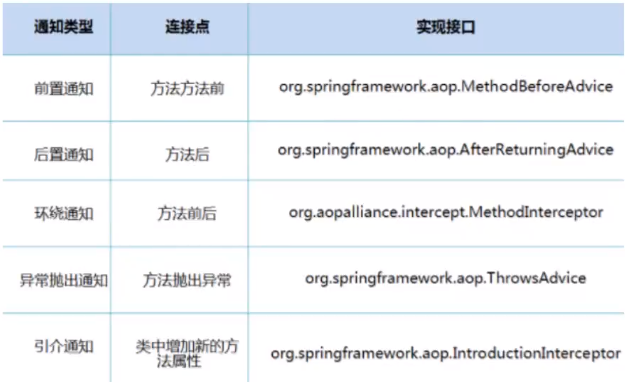 通知类型 连接点 实现接口
前置通知 方法方法前 org.springframework.aop.MethodBeforeAdvice
后置通知 方法后 org.springframework.aop.AfterReturningAdvice
环绕通知 方法前后 org.aopalliance.intercept.MethodInterceptor
异常抛出通知 方法抛出异常 org.springframework.aop.ThrowsAdvice
引介通知 类中增加新的方
法属性 org.springframework.aop.IntroductionInterceptor